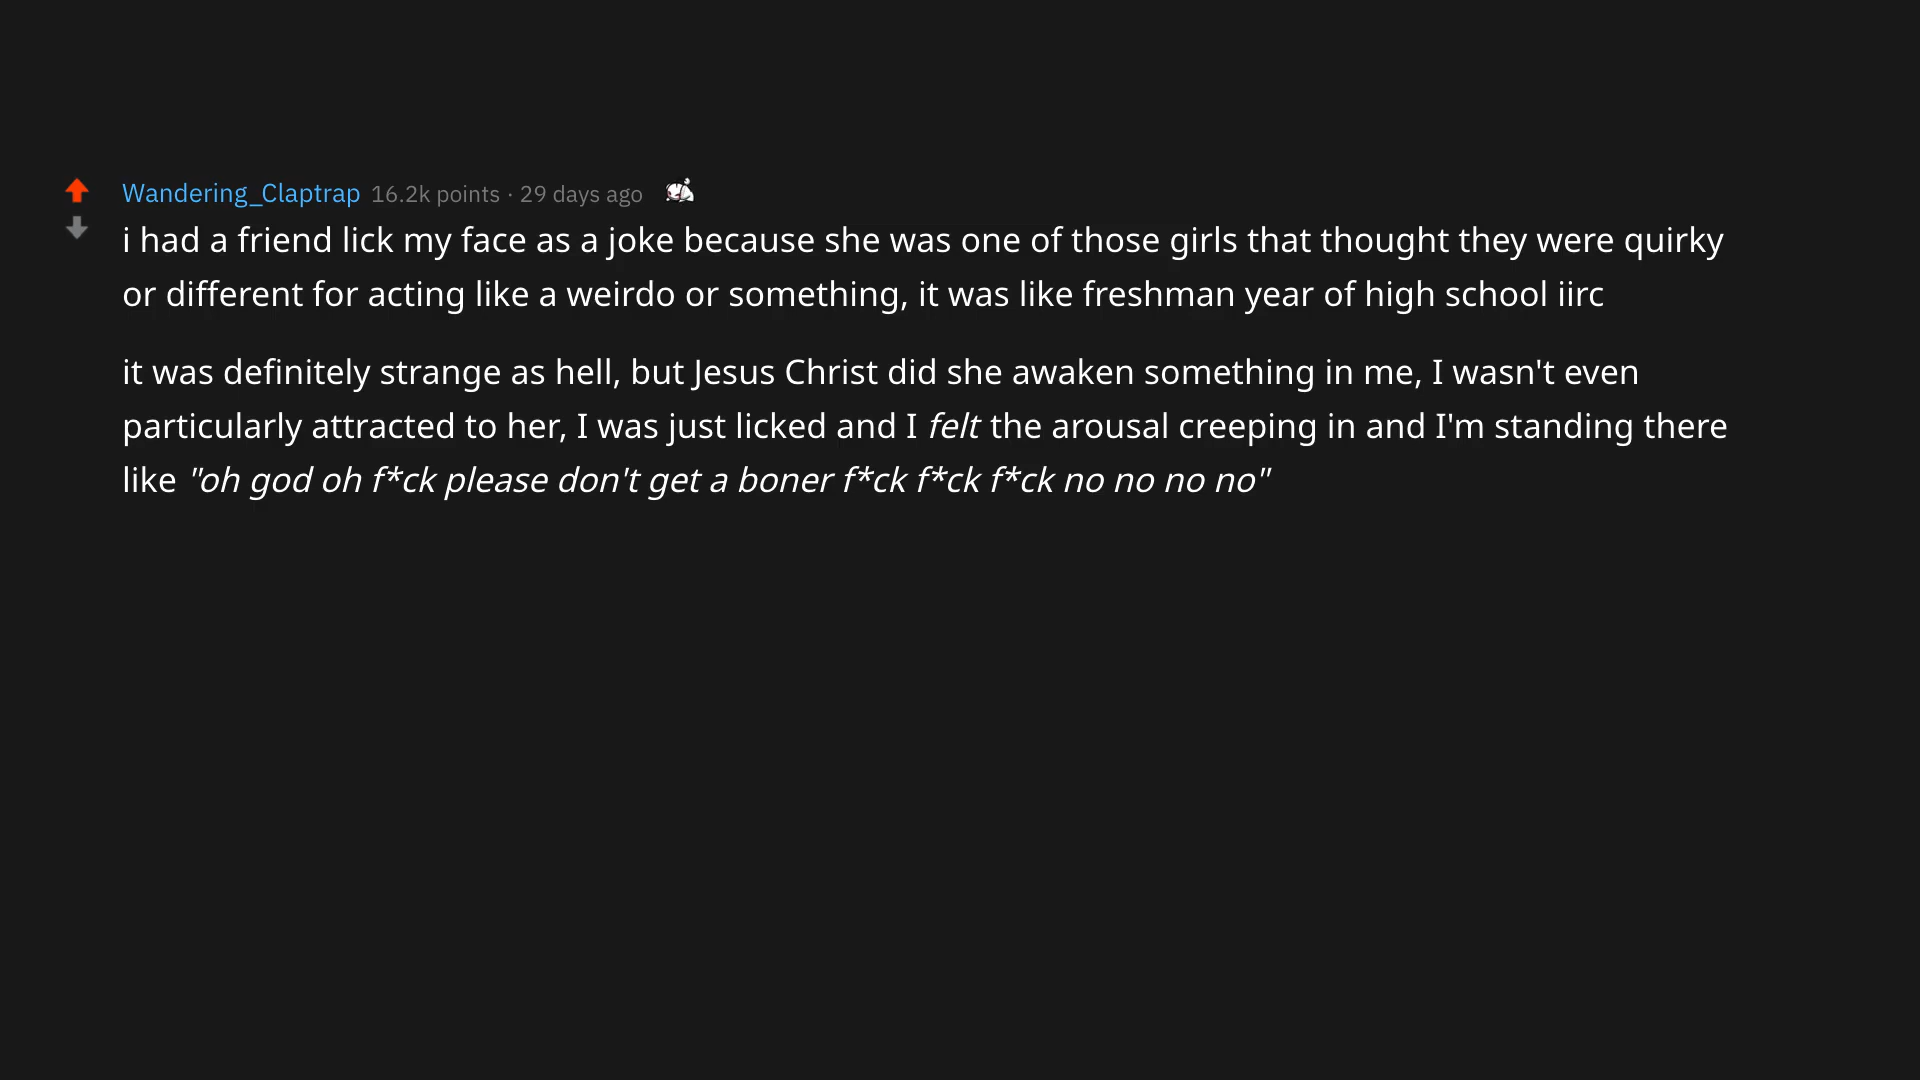 Wandering_Claptrap 16.2k points · 29 days ago
i had a friend lick my face as a joke because she was one of those girls that thought they were quirky
or different for acting like a weirdo or something, it was like freshman year of high school iirc
it was definitely strange as hell, but Jesus Christ did she awaken something in me, I wasn't even
particularly attracted to her, I was just licked and I felt the arousal creeping in and I'm standing there
like "oh god oh f*ck please don't get a boner f*ck f*ck f*ck no no no no"